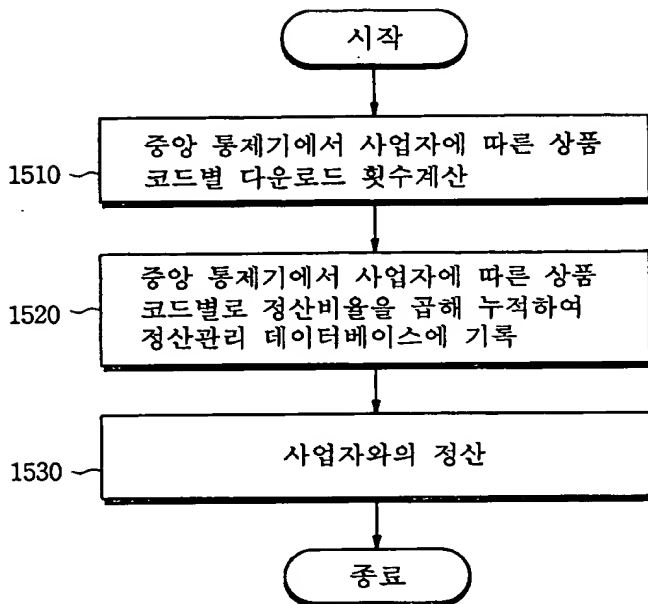 시작
중앙 통제기에서 사업자에 따른 상품
1510
코드별 다운로드 횟수계산
중앙 통제기에서 사업자에 따른 상품
1520
코드별로 정산비율을 곱해 누적하여
정산관리 데이터베이스에 기록
1530
사업자와의 정산
종료